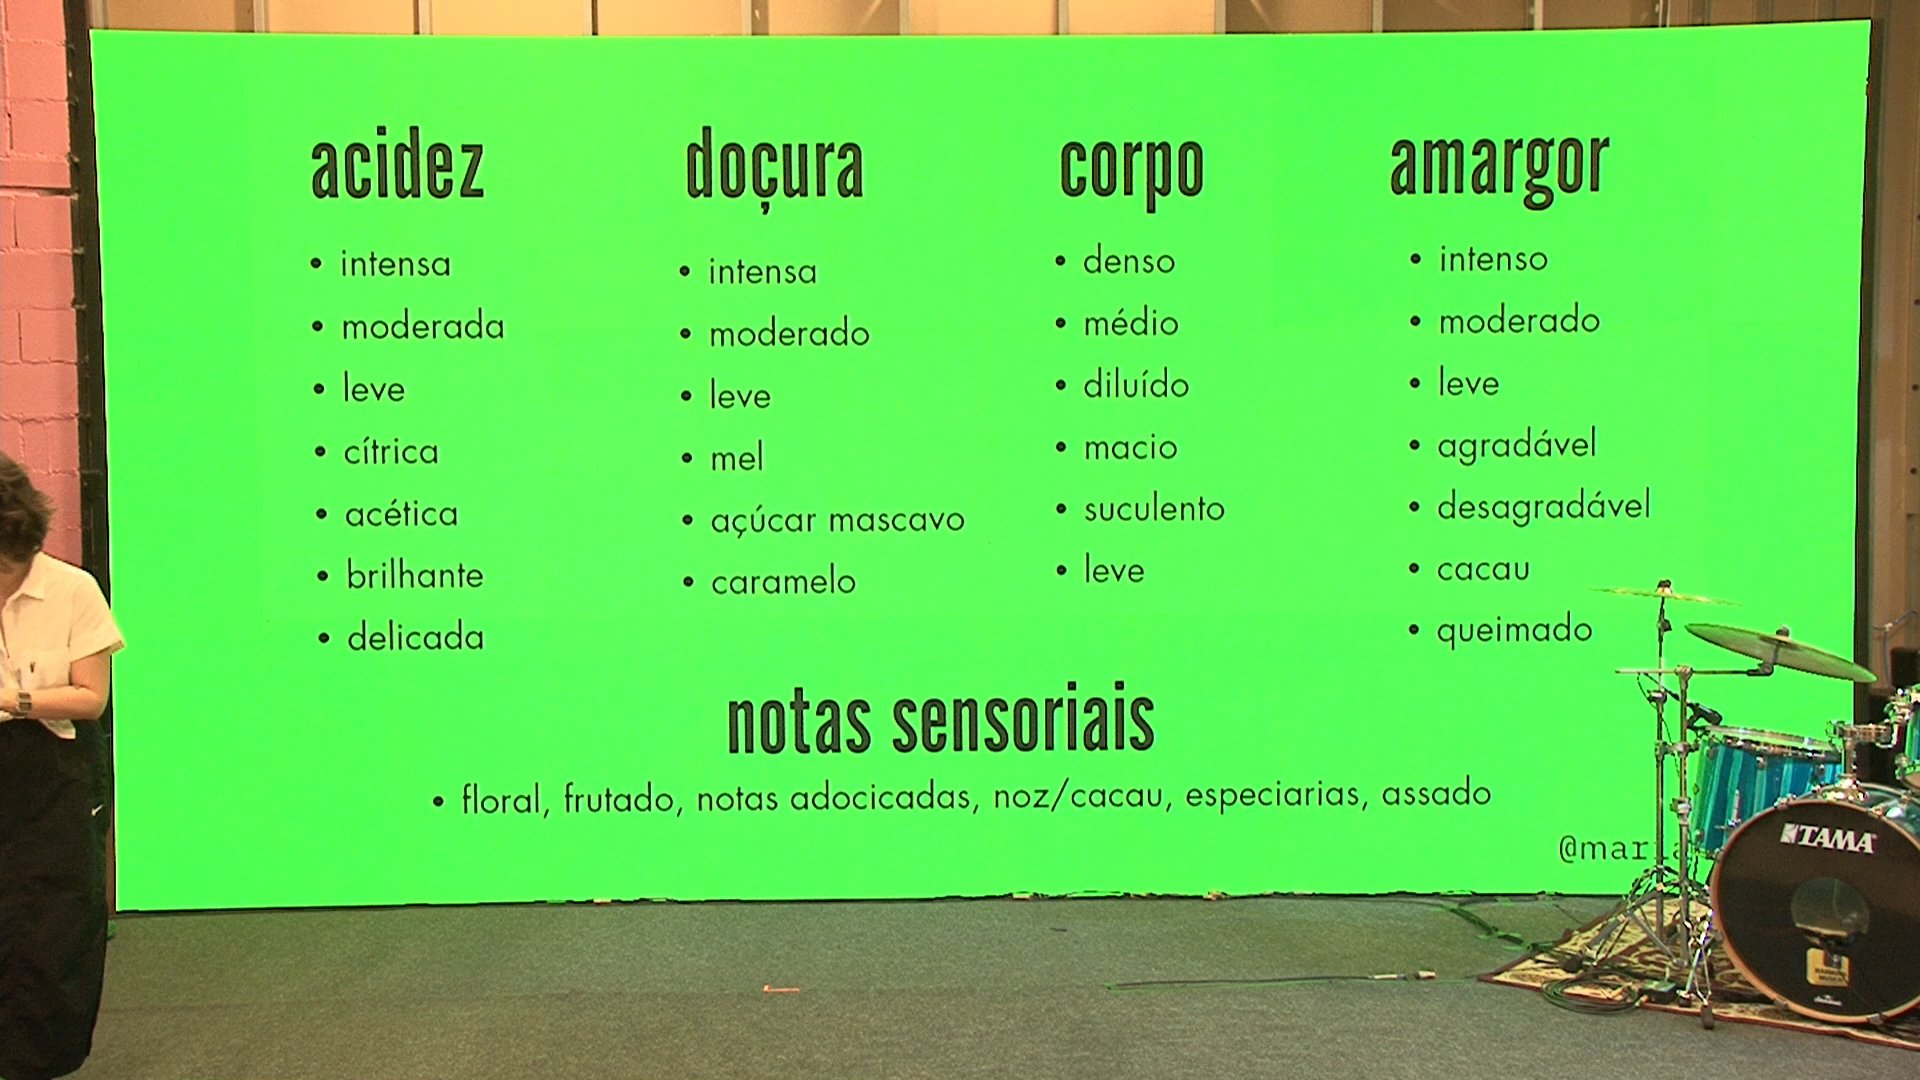 acidez
• intensa
• moderada
• leve
• cítrica
• acética
• brilhante
• delicada
doçura
• intensa
• moderado
• leve
• mel
• açúcar mascavo
• caramelo
corpo
• denso
• médio
• diluído
• macio
• suculento
• leve
amargor
• intenso
• moderado
• leve
• agradável
• desagradável
• cacau
• queimado
notas sensoriais
• floral, frutado, notas adocicadas, noz/cacau, especiarias, assado
TAMA